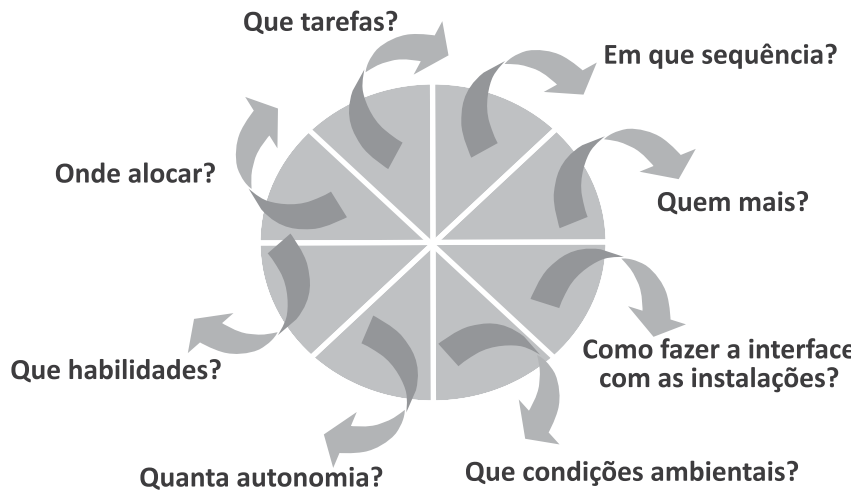 Que tarefas?
Em que sequência?
Onde alocar?
Quem mais?
Como fazer a interface
com as instalações?
Que habilidades?
Quanta autonomia?
Que condições ambientais?